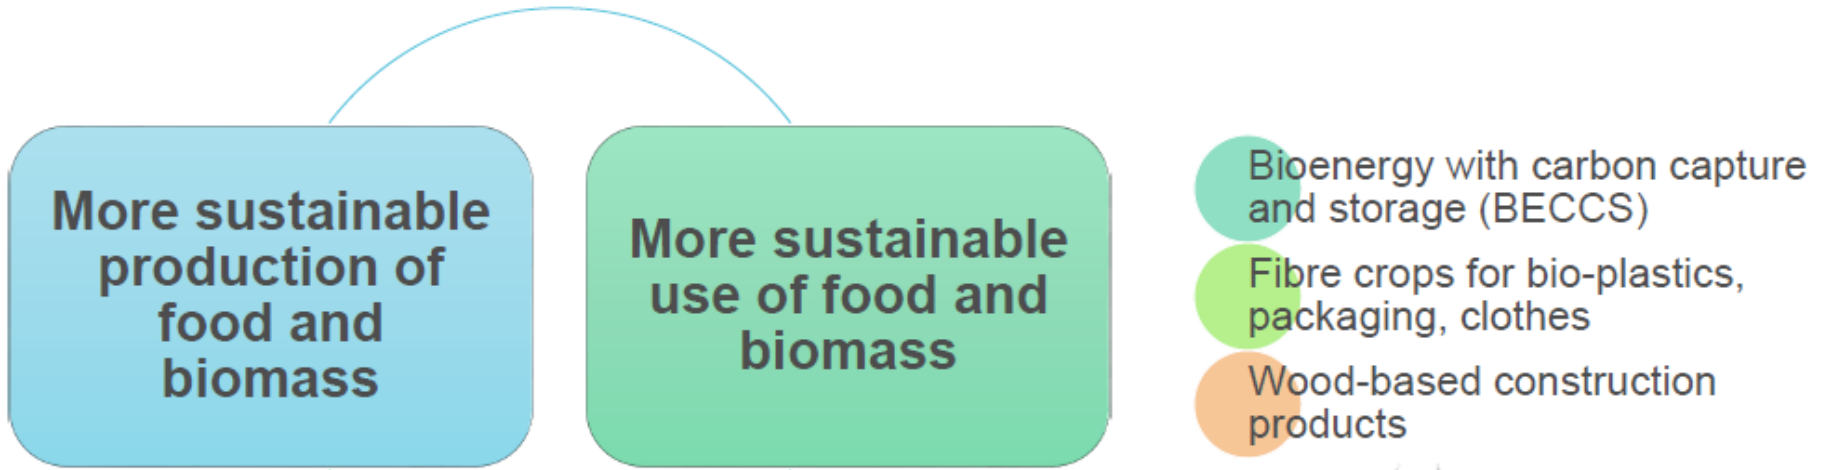 More sustainable
production of
food and
biomass
More sustainable
use of food and
biomass
Bioenergy with carbon capture
and storage (BECCS)
Fibre crops for bio-plastics,
packaging, clothes
Wood-based construction
products